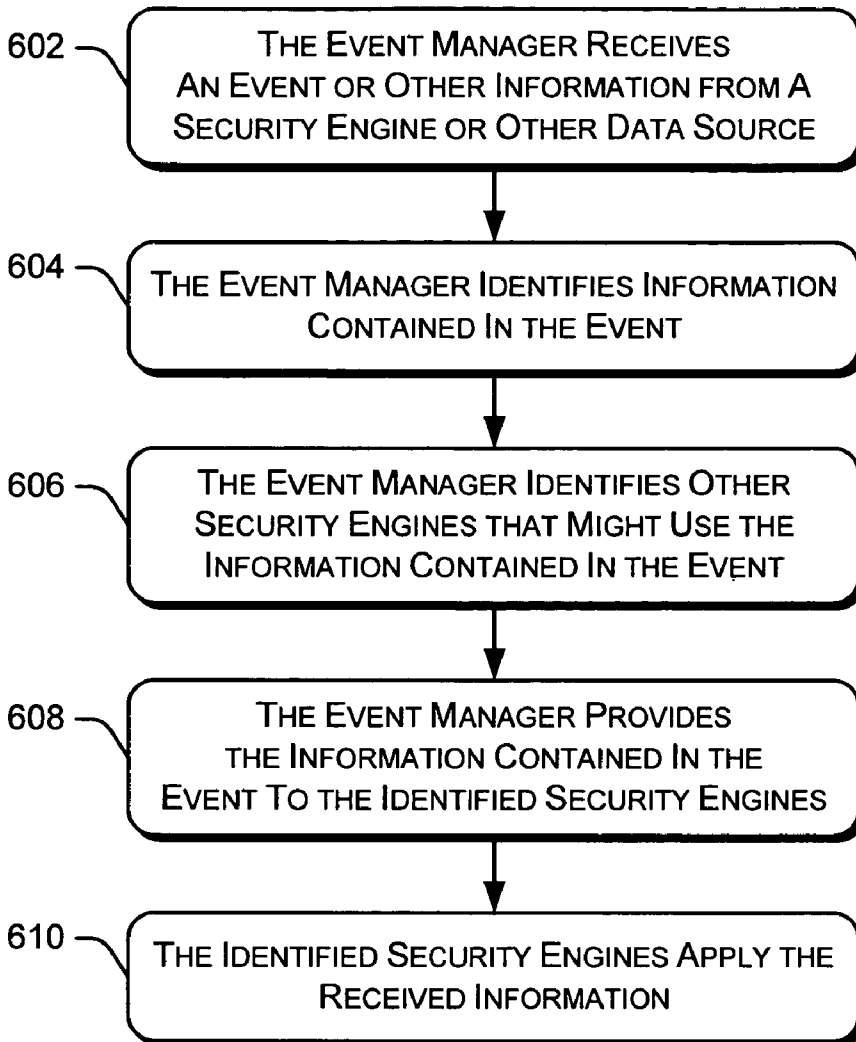 602
THE EVENT MANAGER RECEIVES
AN EVENT OR OTHER INFORMATION FROM A
SECURITY ENGINE OR OTHER DATA SOURCE
604
THE EVENT MANAGER IDENTIFIES INFORMATION
CONTAINED IN THE EVENT
606
THE EVENT MANAGER IDENTIFIES OTHER
SECURITY ENGINES THAT MIGHT USE THE
INFORMATION CONTAINED IN THE EVENT
608
THE EVENT MANAGER PROVIDES
THE INFORMATION CONTAINED IN THE
EVENT TO THE IDENTIFIED SECURITY ENGINES
610
THE IDENTIFIED SECURITY ENGINES APPLY THE
RECEIVED INFORMATION